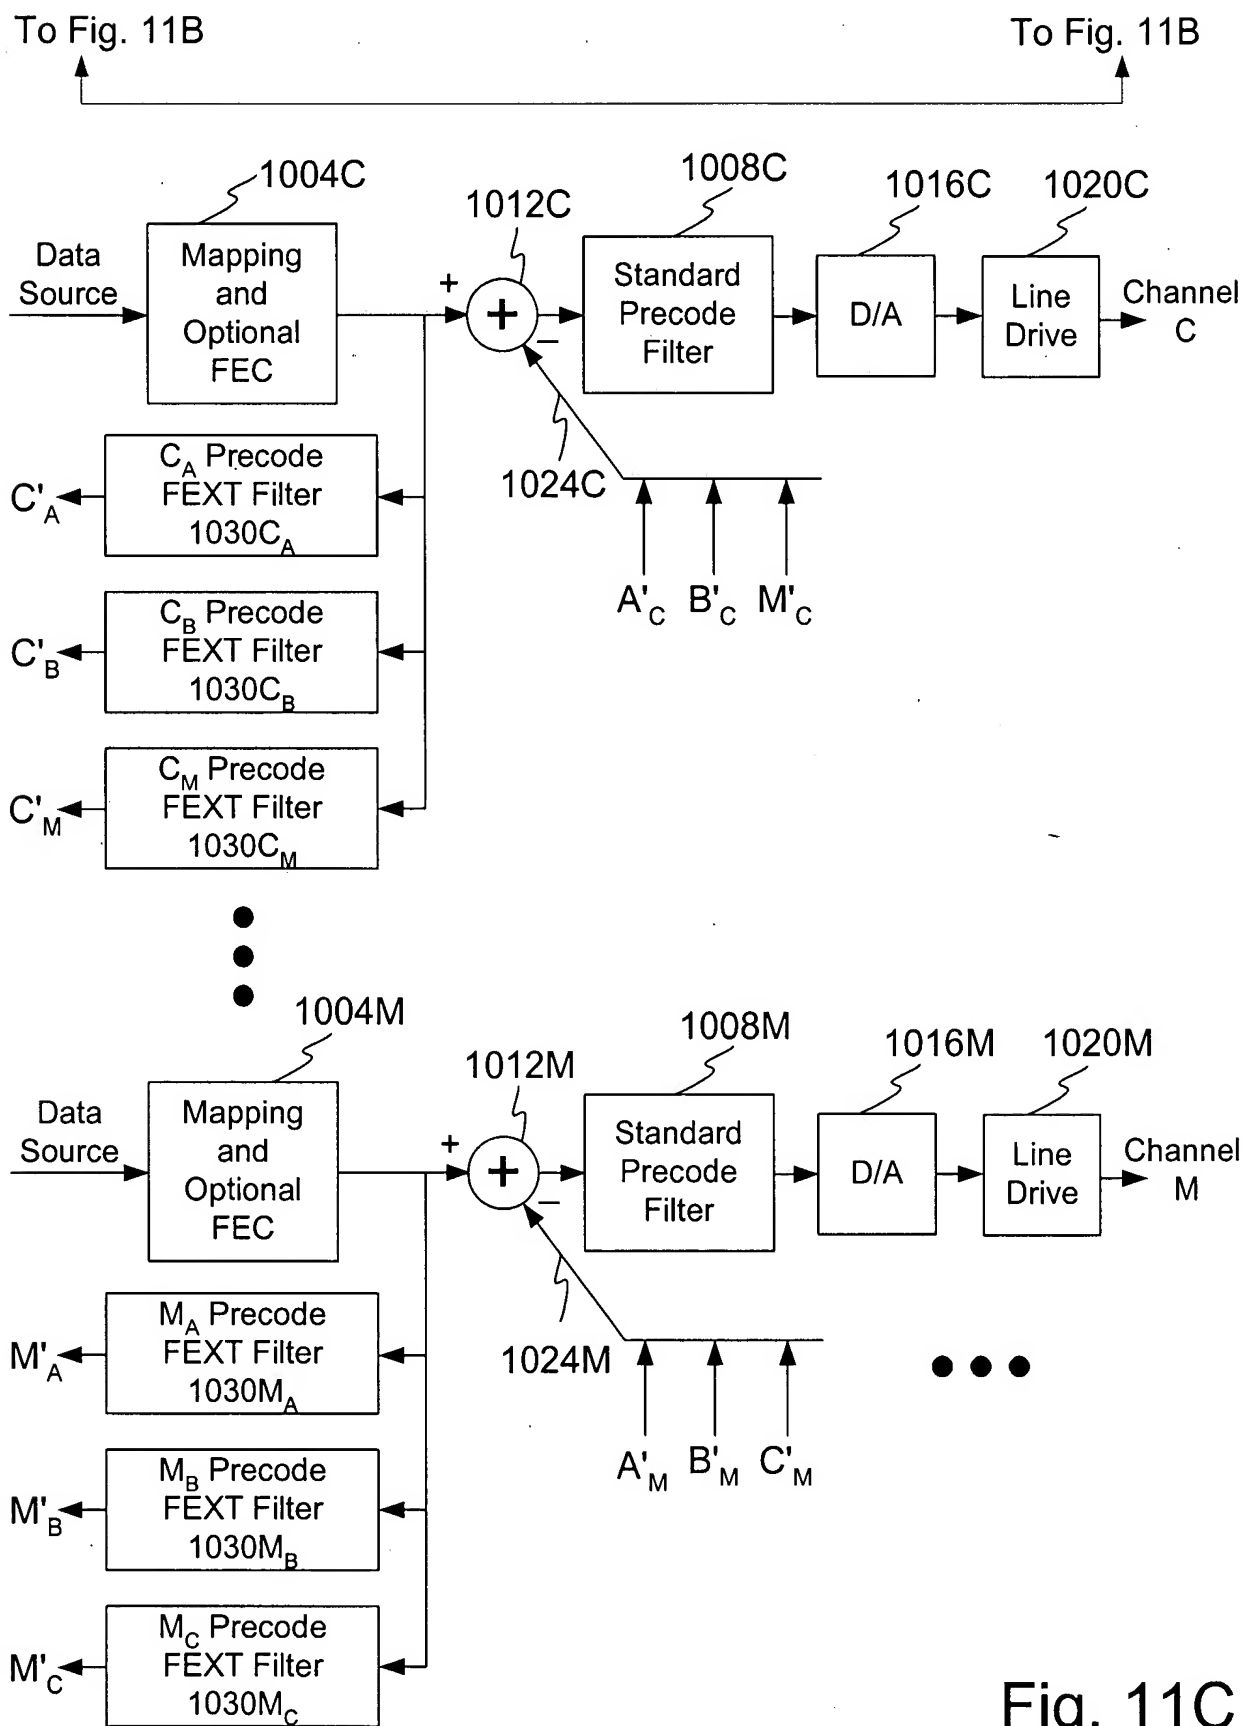 To Fig. 11B
To Fig. 11B
1004C
1012C
1008C
1016C
1020C
Data
Source
Mapping
and
Optional
FEC
+
+
−
Standard
Precode
Filter
D/A
Line
Drive
Channel
C
1024C
A'C
B'C
M'C
C'A
CA Precode
FEXT Filter
1030CA
C'B
CB Precode
FEXT Filter
1030CB
C'M
CM Precode
FEXT Filter
1030CM
1004M
1012M
1008M
1016M
1020M
Data
Source
Mapping
and
Optional
FEC
+
+
−
Standard
Precode
Filter
D/A
Line
Drive
Channel
M
1024M
A'M
B'M
C'M
M'A
MA Precode
FEXT Filter
1030MA
M'B
MB Precode
FEXT Filter
1030MB
M'C
MC Precode
FEXT Filter
1030MC
Fig. 11C